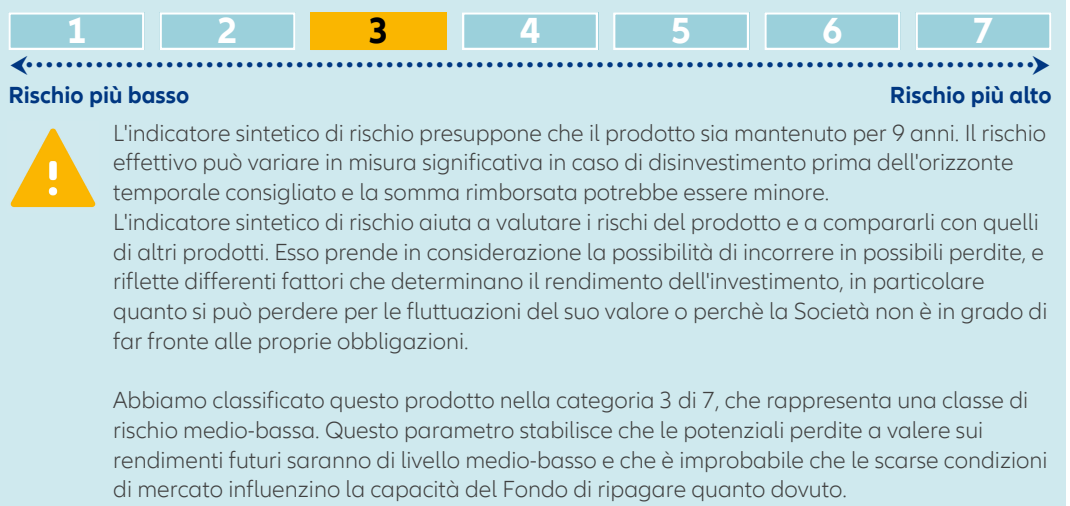 1 2 3 4 5 6 7
Rischio più basso Rischio più alto
L'indicatore sintetico di rischio presuppone che il prodotto sia mantenuto per 9 anni. Il rischio
effettivo può variare in misura significativa in caso di disinvestimento prima dell'orizzonte
temporale consigliato e la somma rimborsata potrebbe essere minore.
L'indicatore sintetico di rischio aiuta a valutare i rischi del prodotto e a compararli con quelli
di altri prodotti. Esso prende in considerazione la possibilità di incorrere in possibili perdite, e
riflette differenti fattori che determinano il rendimento dell'investimento, in particolare
quanto si può perdere per le fluttuazioni del suo valore o perchè la Società non è in grado di
far fronte alle proprie obbligazioni.
Abbiamo classificato questo prodotto nella categoria 3 di 7, che rappresenta una classe di
rischio medio-bassa. Questo parametro stabilisce che le potenziali perdite a valere sui
rendimenti futuri saranno di livello medio-basso e che è improbabile che le scarse condizioni
di mercato influenzino la capacità del Fondo di ripagare quanto dovuto.